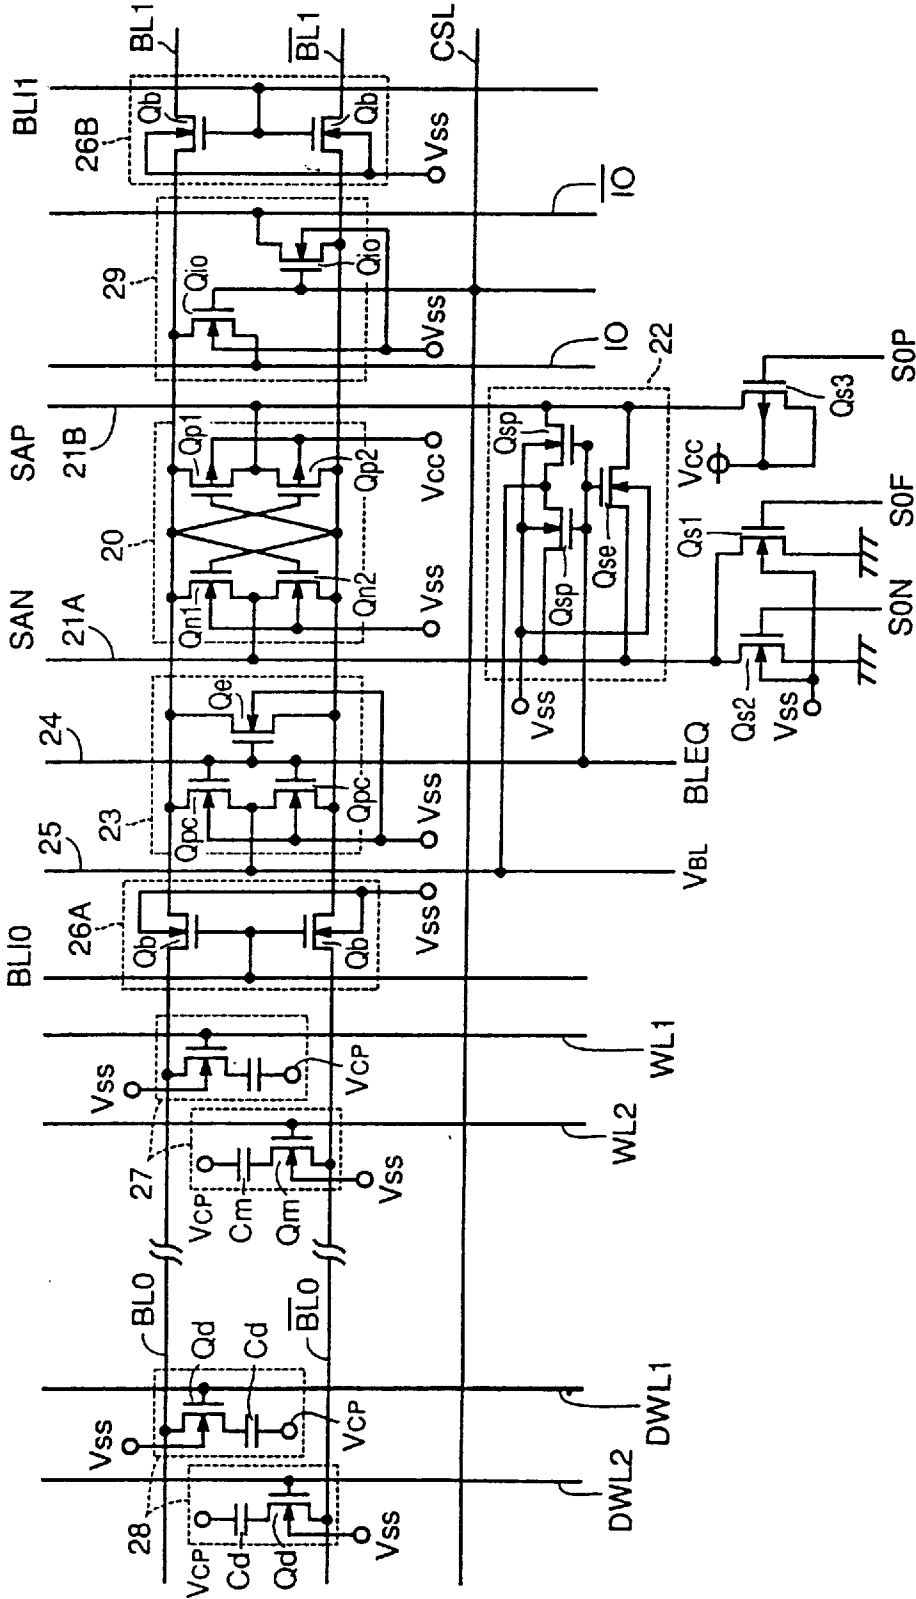 BLI0
25
24
SAN
21A
SAP
21B
BLI1
28
27
26A
23
20
29
26B
Vss
BL0
Vss
Qb
Qpc
Qe
Qn1
Qp1
Qio
Qb
BL1
VCP
Qd
Cd
VCP
Cm
Cd
Qd
BL0
Qm
VCP
VCP
Qb
Qpc
Qn2
Qp2
Qio
Qb
BL1
Vss
Vss
Vss
Vss
Vss
Vcc
Vss
Vss
CSL
DWL2
DWL1
WL2
WL1
VBL
BLEQ
Vss
Qsp
Qsp
Qse
22
IO
IO
Qs2
Vss
Qs1
Vcc
Qs3
S0N
S0F
S0P